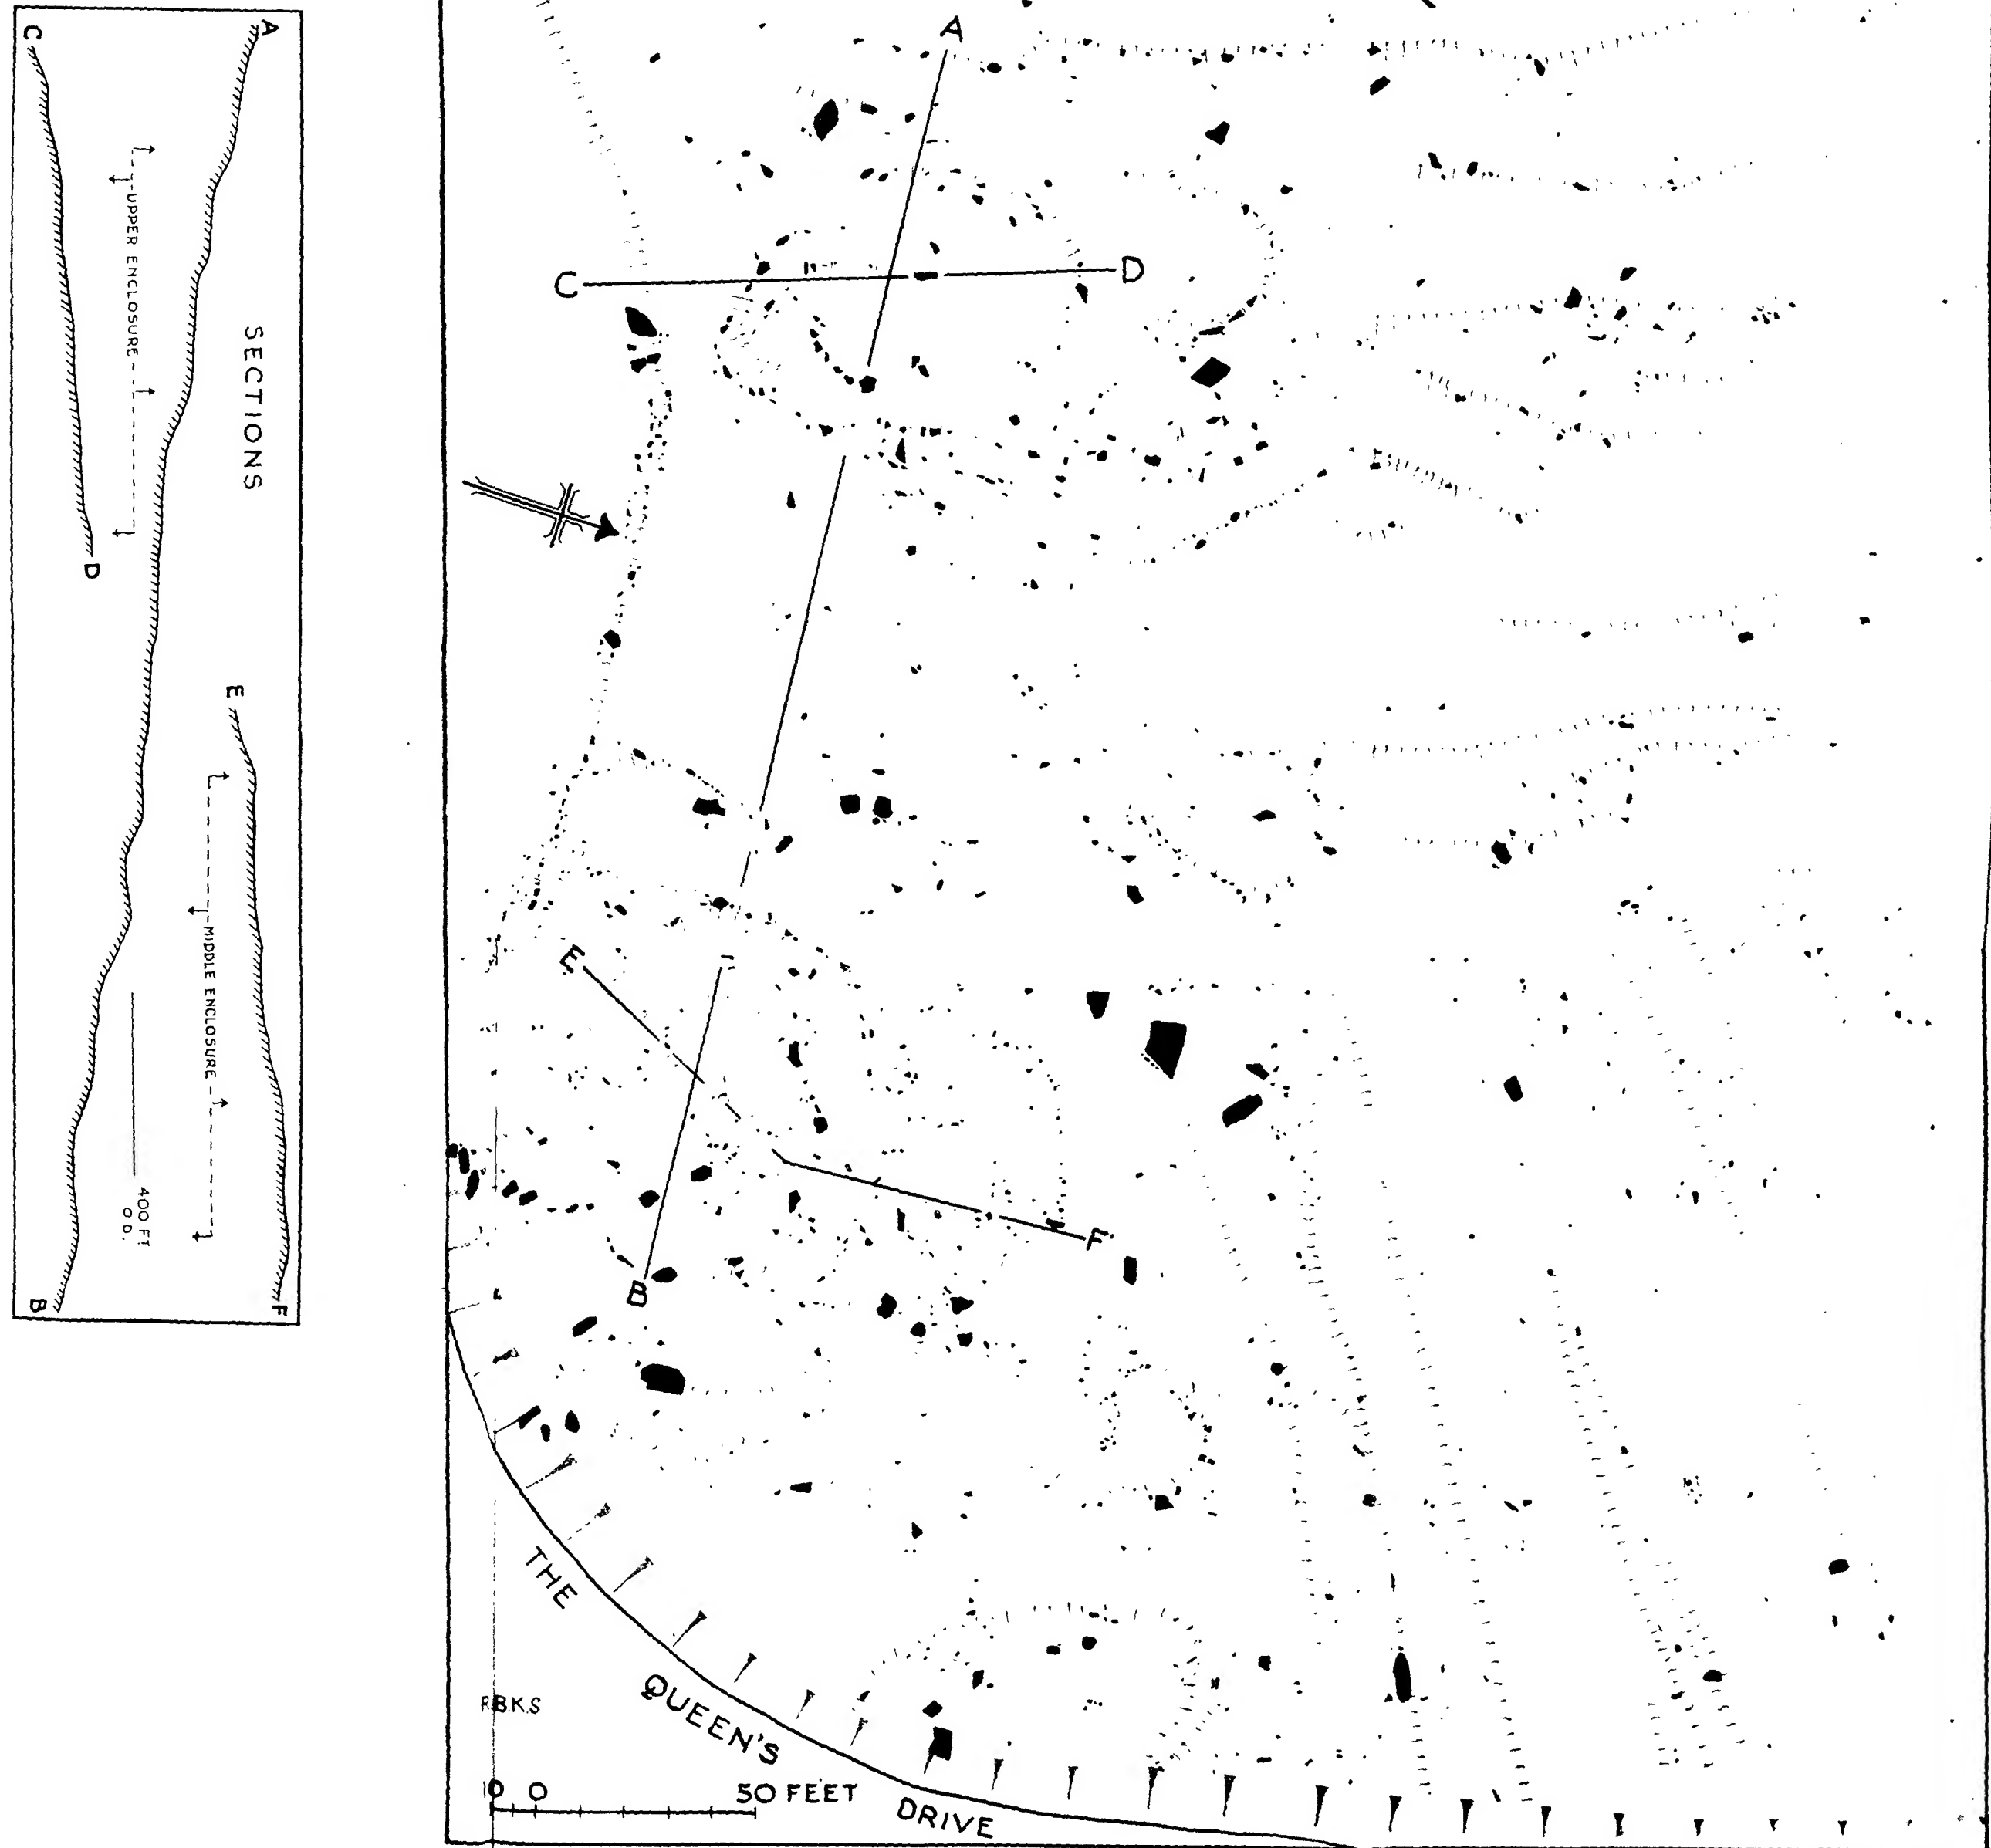 SECTIONS
A
B
UPPER ENCLOSURE
C
D
E
F
MIDDLE ENCLOSURE
400 FT
O.D.
A
C
D
E
F
B
THE
QUEEN'S
DRIVE
R.B.K.S
10 0 50 FEET